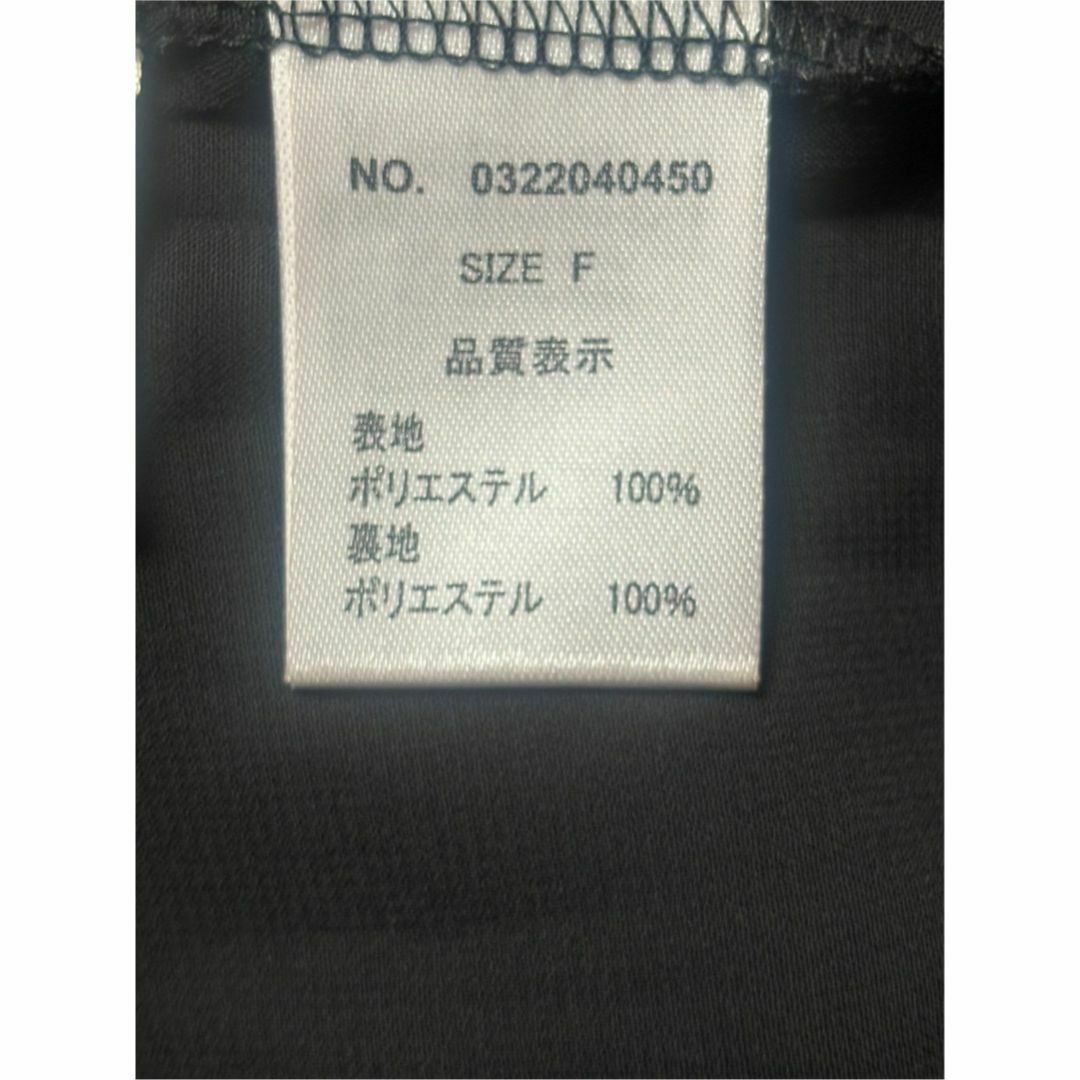 NO. 0322040450
SIZE F
品質表示
表地
ポリエステル 100%
裏地
ポリエステル 100%